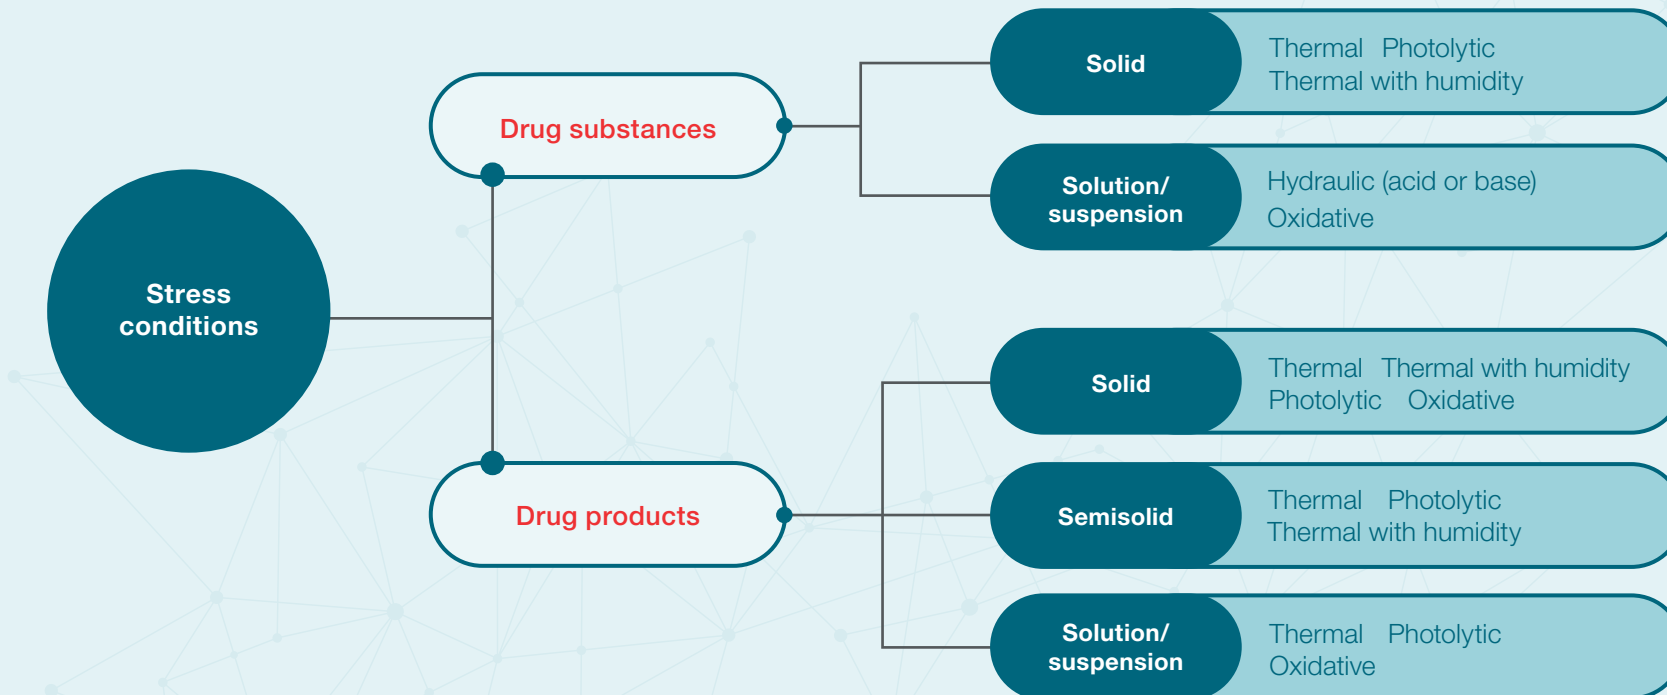 Stress
conditions
Drug substances
Solid
Thermal Photolytic
Thermal with humidity
Solution/
suspension
Hydraulic (acid or base)
Oxidative
Drug products
Solid
Thermal Thermal with humidity
Photolytic Oxidative
Semisolid
Thermal Photolytic
Thermal with humidity
Solution/
suspension
Thermal Photolytic
Oxidative